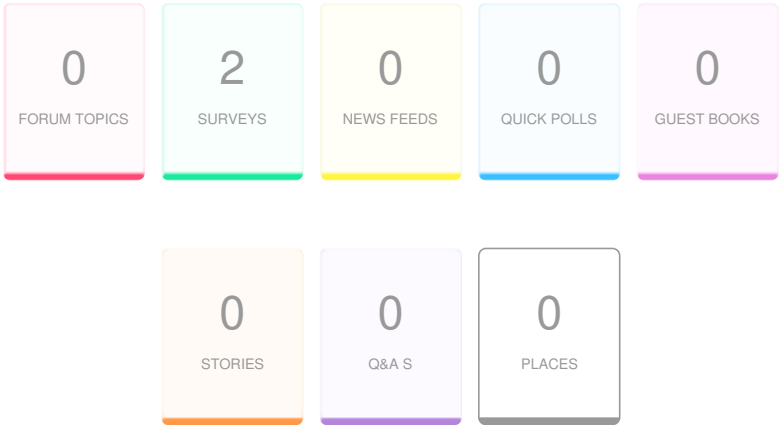 0 2 0 0 0
FORUM TOPICS SURVEYS NEWS FEEDS QUICK POLLS GUEST BOOKS
0 0 0
STORIES Q&A S PLACES